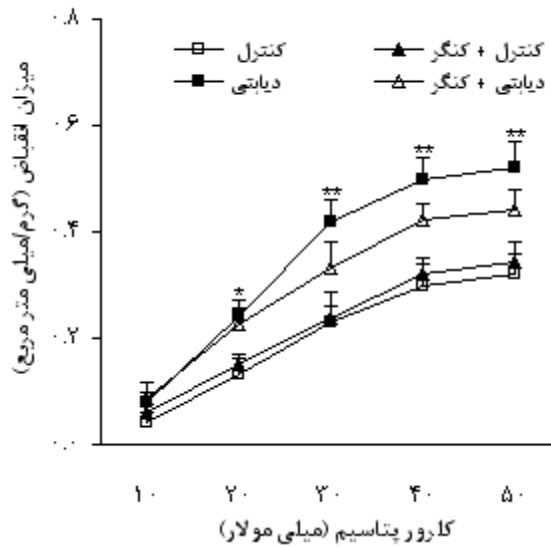 ۰.۸
کنترل
کنترل + کنگر
دیابتی
دیابتی + کنگر
۰.۶
۰.۴
۰.۲
۰.۰
**
**
**
*
میزان انقباض (گرم/میلی متر مربع)
۱۰ ۲۰ ۳۰ ۴۰ ۵۰
کلرور پتاسیم (میلی مولار)